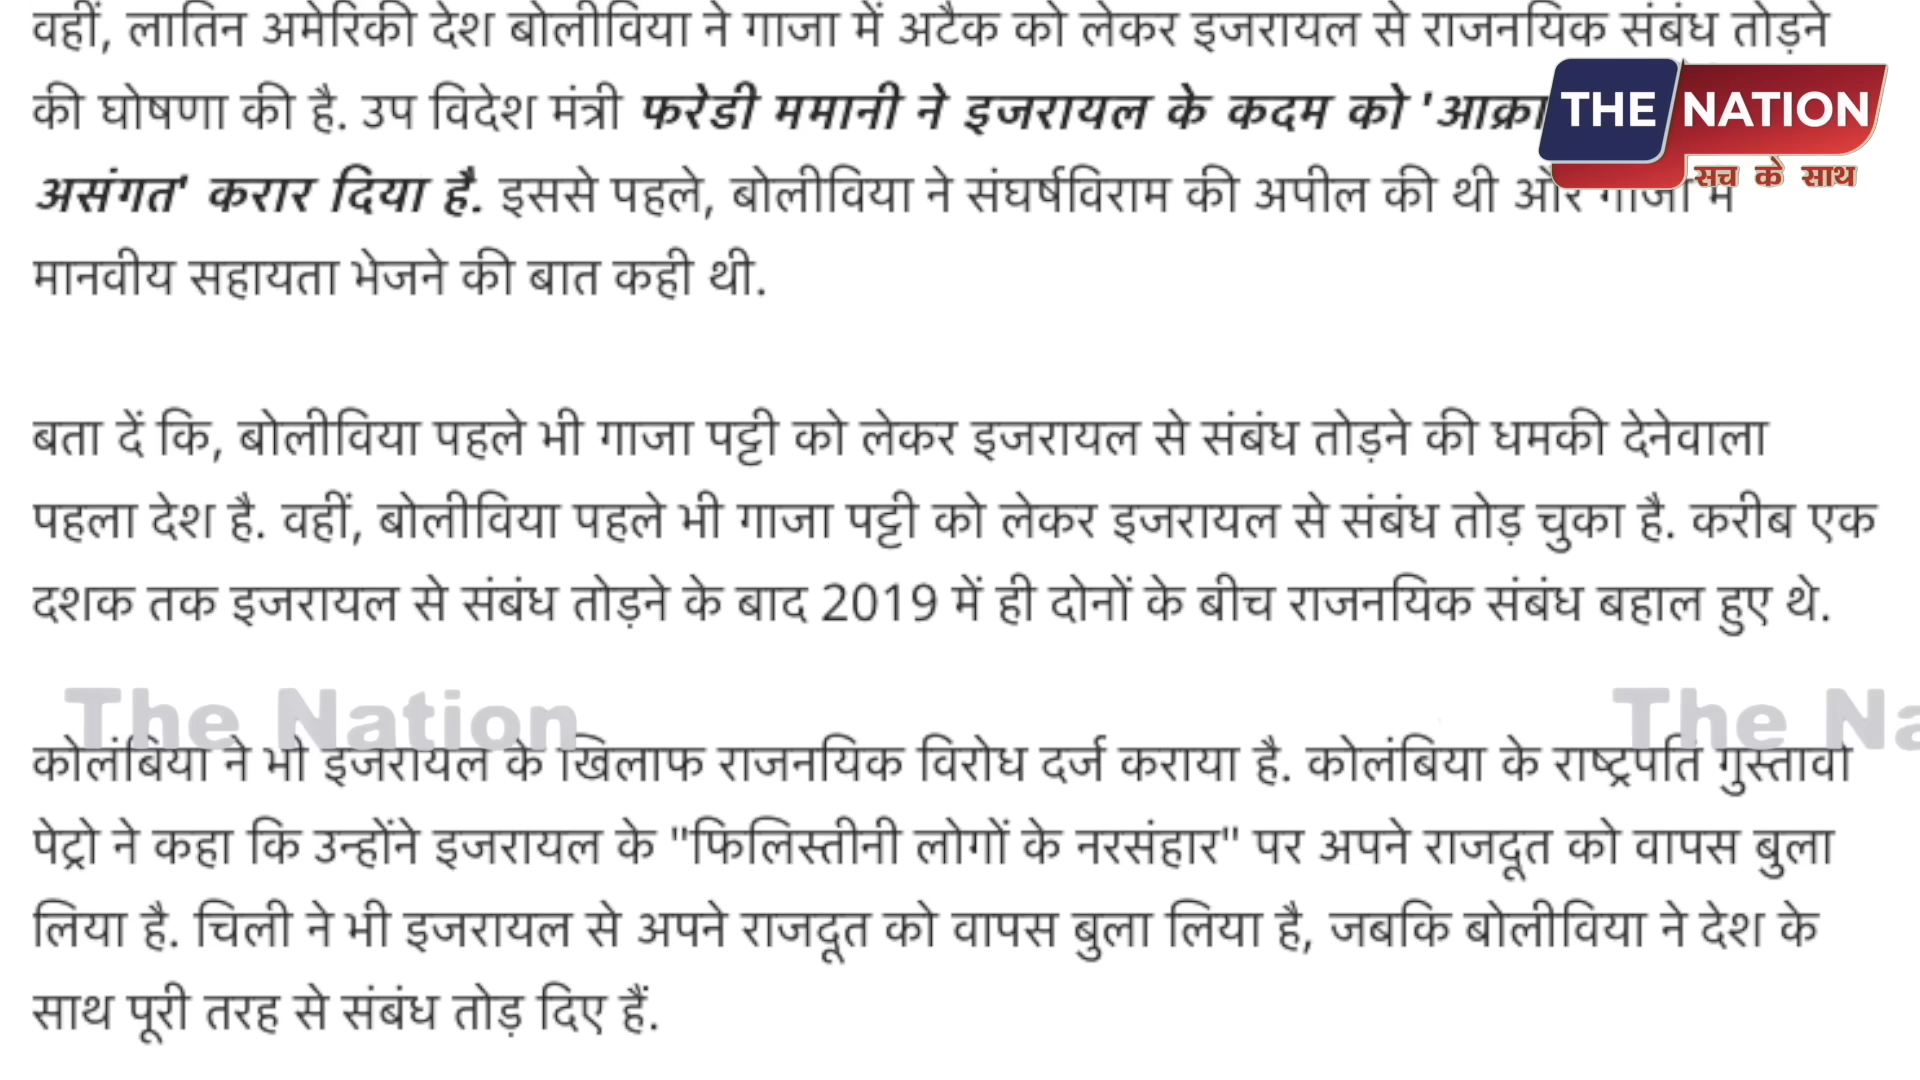 वहीं, लातिन अमेरिकी देश बोलीविया ने गाजा में अटैक को लेकर इजरायल से राजनयिक संबंध तोड़ने
की घोषणा की है. उप विदेश मंत्री फरेडी ममानी ने इजरायल के कदम को '
THE NATION
सच के साथ
असंगत' करार दिया है. इससे पहले, बोलीविया ने संघर्षविराम की अपील की थी और गाजा में
मानवीय सहायता भेजने की बात कही थी.
बता दें कि, बोलीविया पहले भी गाजा पट्टी को लेकर इजरायल से संबंध तोड़ने की धमकी देनेवाला
पहला देश है. वहीं, बोलीविया पहले भी गाजा पट्टी को लेकर इजरायल से संबंध तोड़ चुका है. करीब एक
दशक तक इजरायल से संबंध तोड़ने के बाद 2019 में ही दोनों के बीच राजनयिक संबंध बहाल हुए थे.
The Nation The Na
कोलंबिया ने भी इजरायल के खिलाफ राजनयिक विरोध दर्ज कराया है. कोलंबिया के राष्ट्रपति गुस्तावो
पेट्रो ने कहा कि उन्होंने इजरायल के "फिलिस्तीनी लोगों के नरसंहार" पर अपने राजदूत को वापस बुला
लिया है. चिली ने भी इजरायल से अपने राजदूत को वापस बुला लिया है, जबकि बोलीविया ने देश के
साथ पूरी तरह से संबंध तोड़ दिए हैं.